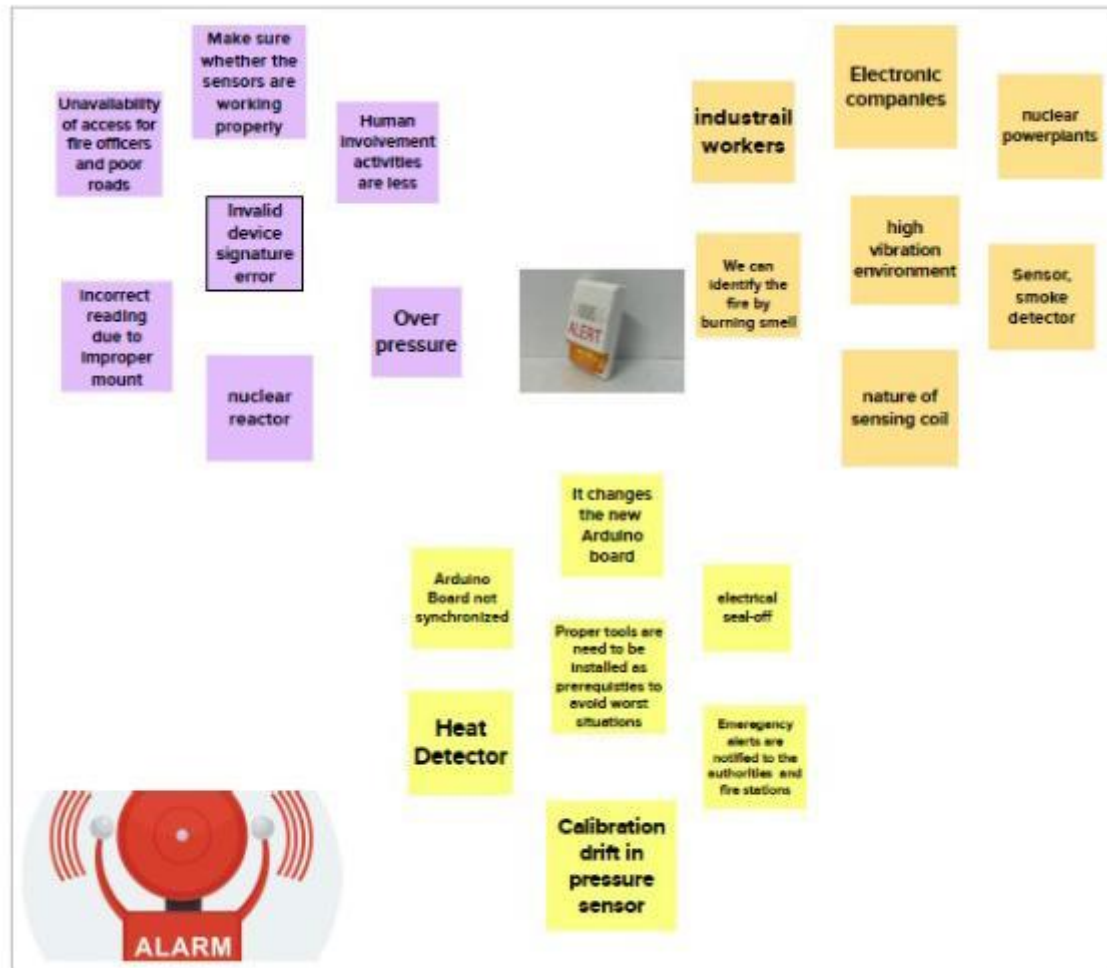 Make sure
whether the
sensors are
working
properly
Unavailability
of access for
fire officers
and poor
roads
Human
involvement
activities
are less
Invalid
device
signature
error
Incorrect
reading
due to
improper
mount
Over
pressure
nuclear
reactor
Electronic
companies
industrail
workers
nuclear
powerplants
high
vibration
environment
We can
identify the
fire by
burning smell
Sensor,
smoke
detector
nature of
sensing coil
ALERT
It changes
the new
Arduino
board
Arduino
Board not
synchronized
electrical
seal-off
Proper tools are
need to be
installed as
prerequisties to
avoid worst
situations
Heat
Detector
Emeregency
alerts are
notified to the
authorities and
fire stations
Calibration
drift in
pressure
sensor
ALARM